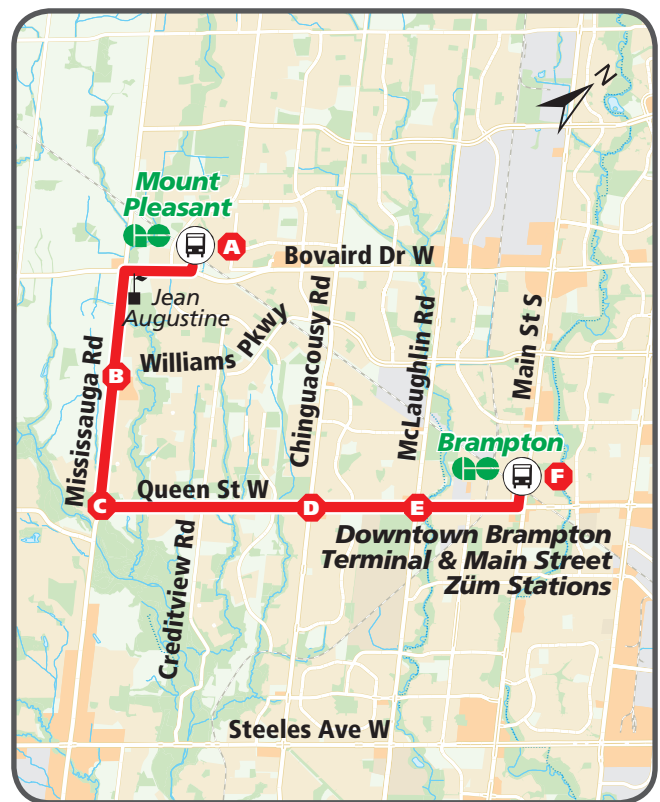 N
Mount
Pleasant
A
Bovaird Dr W
Jean
Augustine
Mississauga Rd
B
Williams Pkwy
Chinguacousy Rd
McLaughlin Rd
Main St S
Brampton
F
Queen St W
C
D
E
Downtown Brampton
Terminal & Main Street
Züm Stations
Creditview Rd
Steeles Ave W